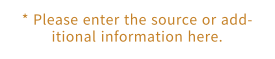 * Please enter the source or add-
itional information here.